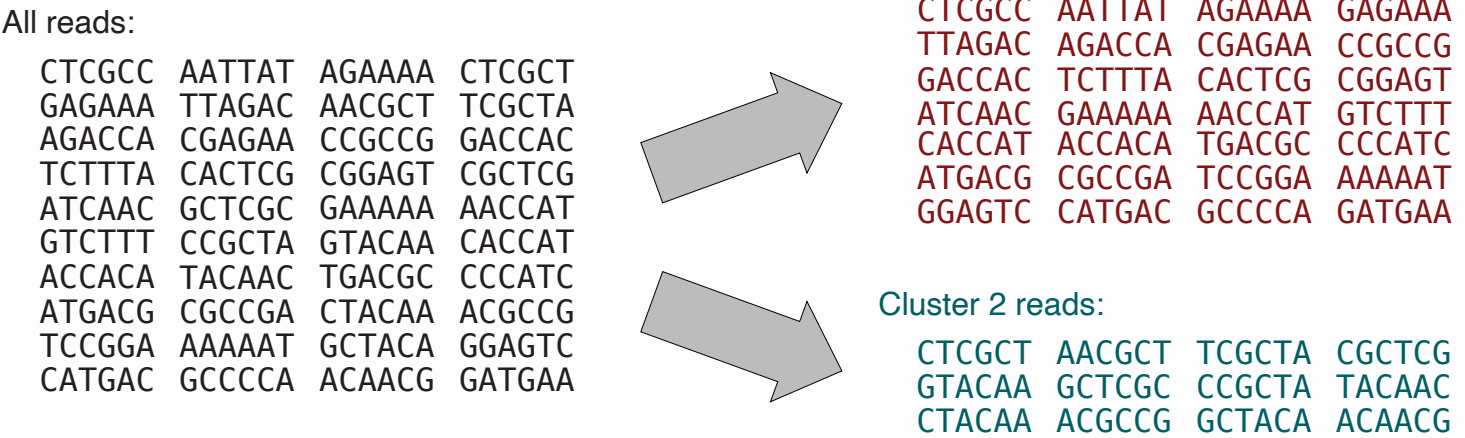 All reads:
CTCGCC AATTAT AGAAAA CTCGCT
GAGAAA TTAGAC AACGCT TCGCTA
AGACCA CGAGAA CCGCCG GACCAC
TCTTTA CACTCG CGGAGT CGCTCG
ATCAAC GCTCGC GAAAAA AACCAT
GTCTTT CCGCTA GTACAA CACCAT
ACCACA TACAAC TGACGC CCCATC
ATGACG CGCCGA CTACAA ACGCCG
TCCGGA AAAAAT GCTACA GGAGTC
CATGAC GCCCCA ACAACG GATGAA
CTCGCC AATTAT AGAAAA GAGAAA
TTAGAC AGACCA CGAGAA CCGCCG
GACCAC TCTTTA CACTCG CGGAGT
ATCAAC GAAAAA AACCAT GTCTTT
CACCAT ACCACA TGACGC CCCATC
ATGACG CGCCGA TCCGGA AAAAAT
GGAGTC CATGAC GCCCCA GATGAA
Cluster 2 reads:
CTCGCT AACGCT TCGCTA CGCTCG
GTACAA GCTCGC CCGCTA TACAAC
CTACAA ACGCCG GCTACA ACAACG